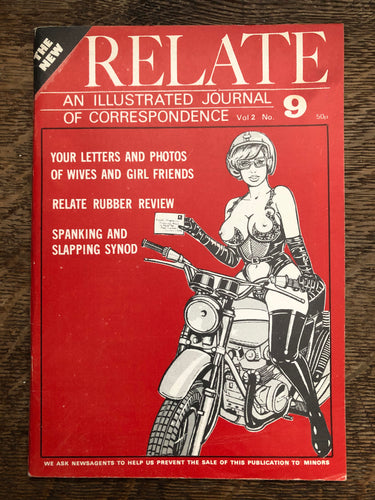 THE NEW
RELATE
AN ILLUSTRATED JOURNAL
OF CORRESPONDENCE Vol 2 No. 9 50p
YOUR LETTERS AND PHOTOS
OF WIVES AND GIRL FRIENDS
RELATE RUBBER REVIEW
SPANKING AND
SLAPPING SYNOD
WE ASK NEWSAGENTS TO HELP US PREVENT THE SALE OF THIS PUBLICATION TO MINORS